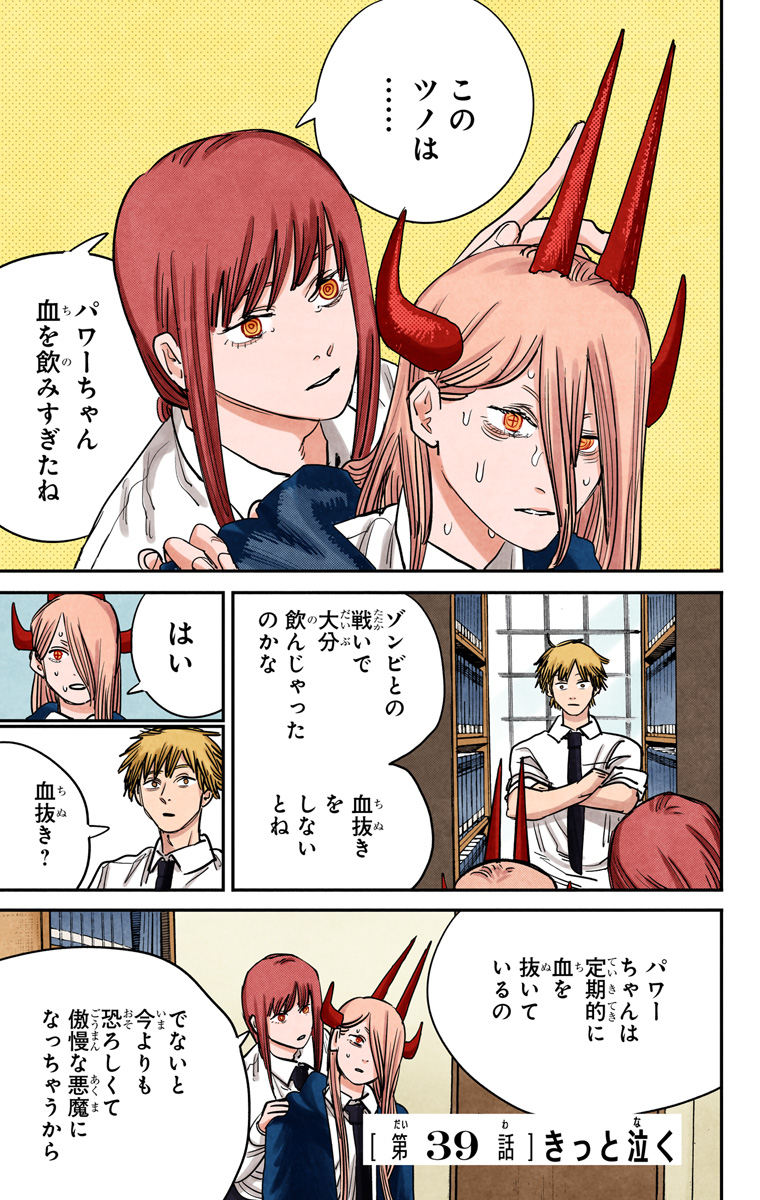 この
ツノは
……
パワーちゃん
血を飲みすぎたね
ゾンビとの
戦いで
大分
飲んじゃった
のかな
血抜き
を
しない
とね
はい
血抜き？
パワー
ちゃんは
定期的に
血を
抜いて
いるの
でないと
今よりも
恐ろしくて
傲慢な悪魔に
なっちゃうから
[第39話]きっと泣く